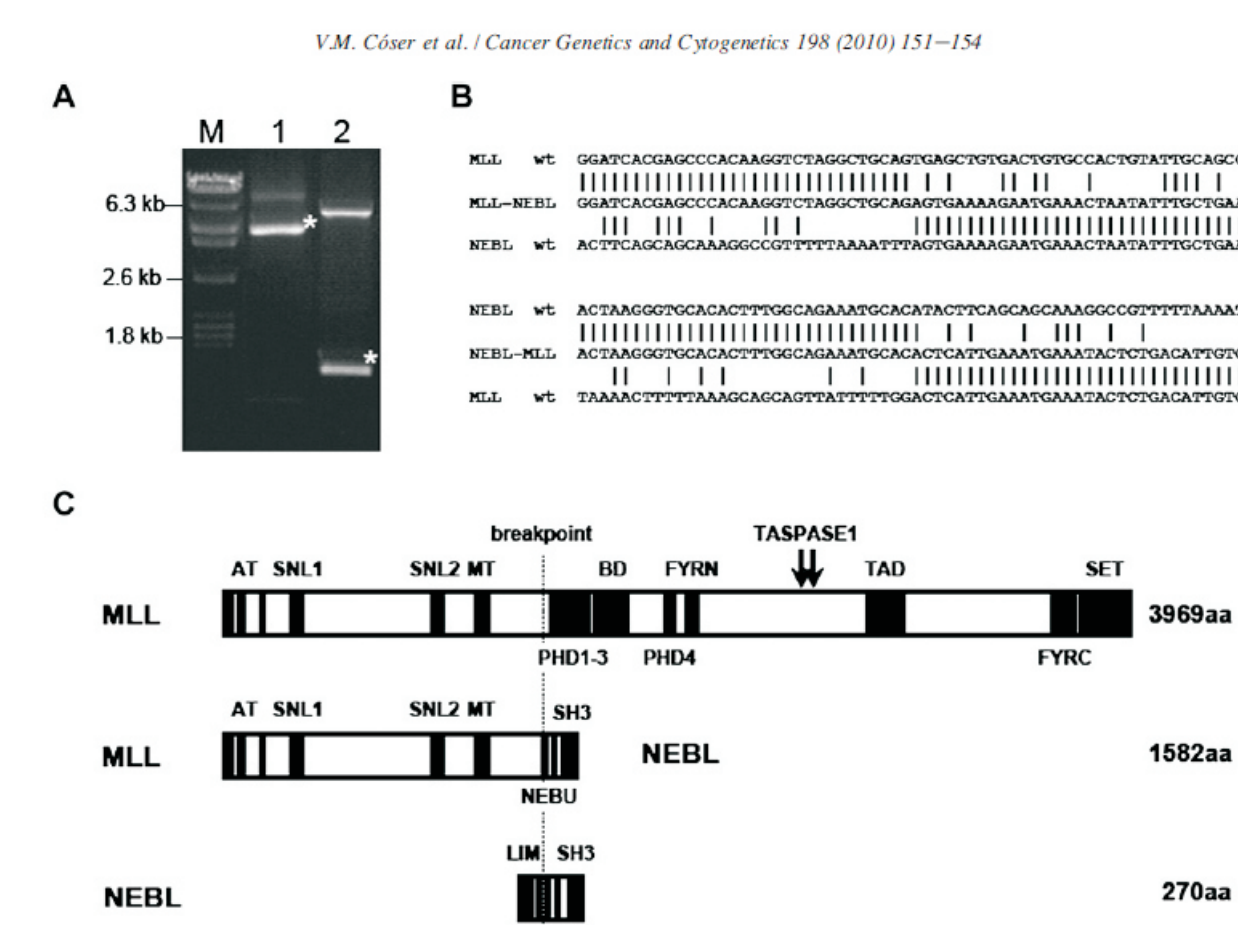 V.M. Cóser et al. / Cancer Genetics and Cytogenetics 198 (2010) 151–154
A
B
M 1 2
6.3 kb
*
2.6 kb
1.8 kb
*
MLL wt GGATCACGAGCCCACAAGGTCTAGGCTGCAGTGAGCTGTGACTGTGCCACTGTATTGCAGC
MLL-NEBL GGATCACGAGCCCACAAGGTCTAGGCTGCAGAGTGAAAAGAATGAAACTAATATTTGCTGA
NEBL wt ACTTCAGCAGCAAAGGCCGTTTTTAAAATTTAGTGAAAAGAATGAAACTAATATTTGCTGA
NEBL wt ACTAAGGGTGCACACTTTGGCAGAAATGCACATACTTCAGCAGCAAAGGCCGTTTTTAAAA
NEBL-MLL ACTAAGGGTGCACACTTTGGCAGAAATGCACACTCATTGAAATGAAATACTCTGACATTGT
MLL wt TAAAACTTTTTAAAGCAGCAGTTATTTTTGGACTCATTGAAATGAAATACTCTGACATTGT
C
breakpoint TASPASE1
AT SNL1 SNL2 MT BD FYRN TAD SET
MLL 3969aa
PHD1-3 PHD4 FYRC
AT SNL1 SNL2 MT SH3
MLL NEBL 1582aa
NEBU
LIM SH3
NEBL 270aa